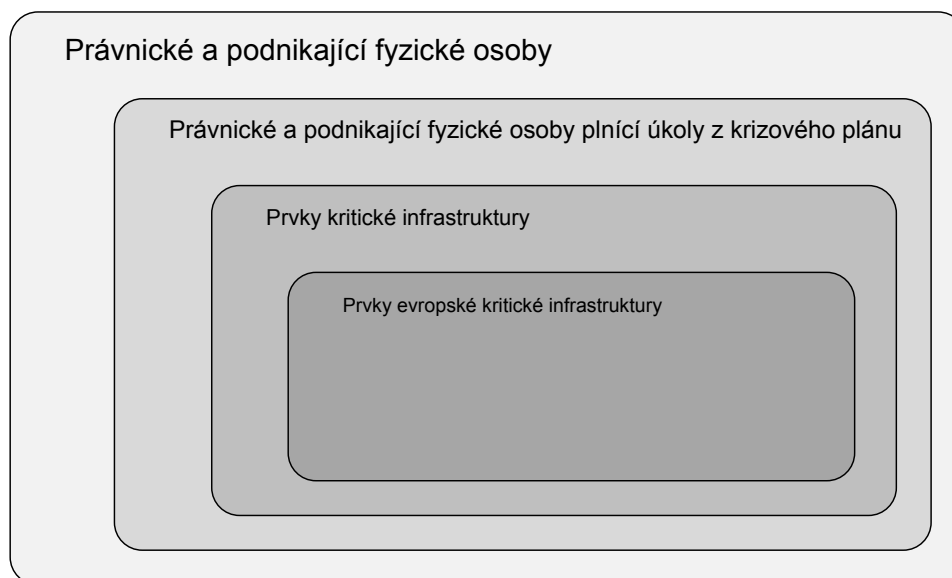 Právnické a podnikající fyzické osoby
Právnické a podnikající fyzické osoby plnící úkoly z krizového plánu
Prvky kritické infrastruktury
Prvky evropské kritické infrastruktury